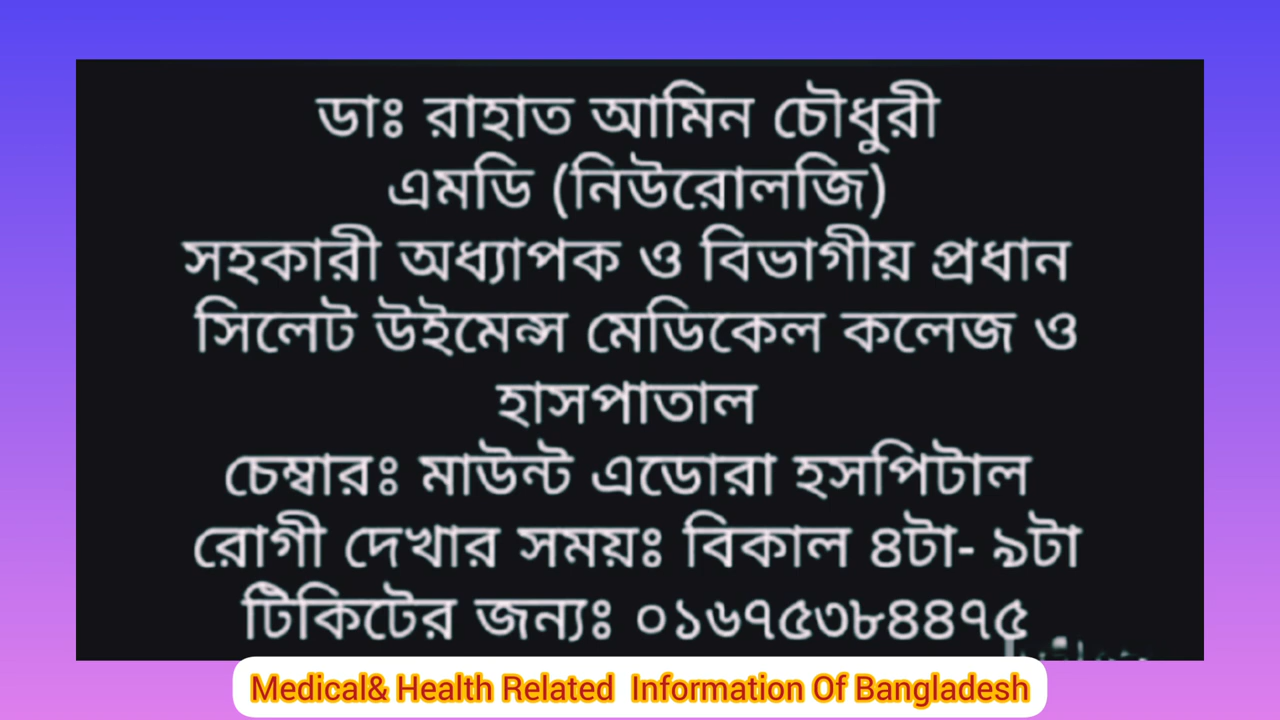 ডাঃ রাহাত আমিন চৌধুরী
এমডি (নিউরোলজি)
সহকারী অধ্যাপক ও বিভাগীয় প্রধান
সিলেট উইমেন্স মেডিকেল কলেজ ও
হাসপাতাল
চেম্বারঃ মাউন্ট এডোরা হসপিটাল
রোগী দেখার সময়ঃ বিকাল ৪টা- ৯টা
টিকিটের জন্যঃ ০১৬৭৫৩৮৪৪৭৫
Medical& Health Related Information Of Bangladesh